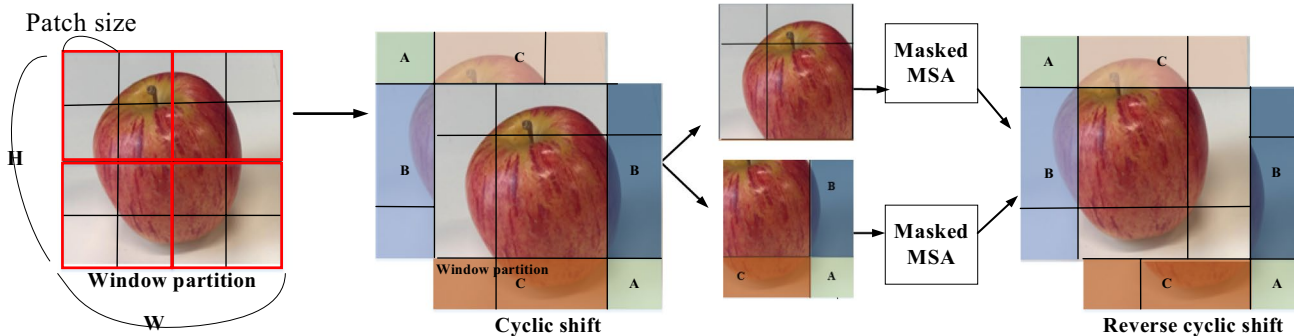 Patch size
H
W
Window partition
A
C
B
B
Window partition
C
A
Cyclic shift
B
C
A
Masked
MSA
Masked
MSA
A
C
B
B
C
A
Reverse cyclic shift